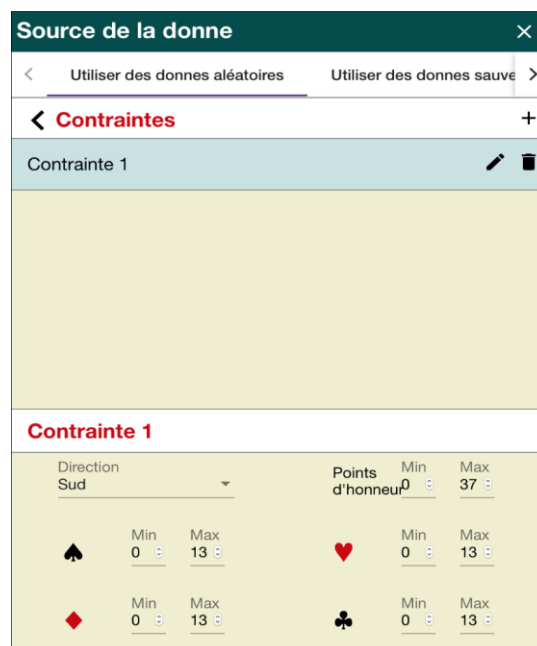 Source de la donne
Utiliser des donnes aléatoires Utiliser des donnes sauve
Contraintes
Contrainte 1
Contrainte 1
Direction
Sud
Points d'honneur
Min Max
0 37
Min Max
0 13
Min Max
0 13
Min Max
0 13
Min Max
0 13